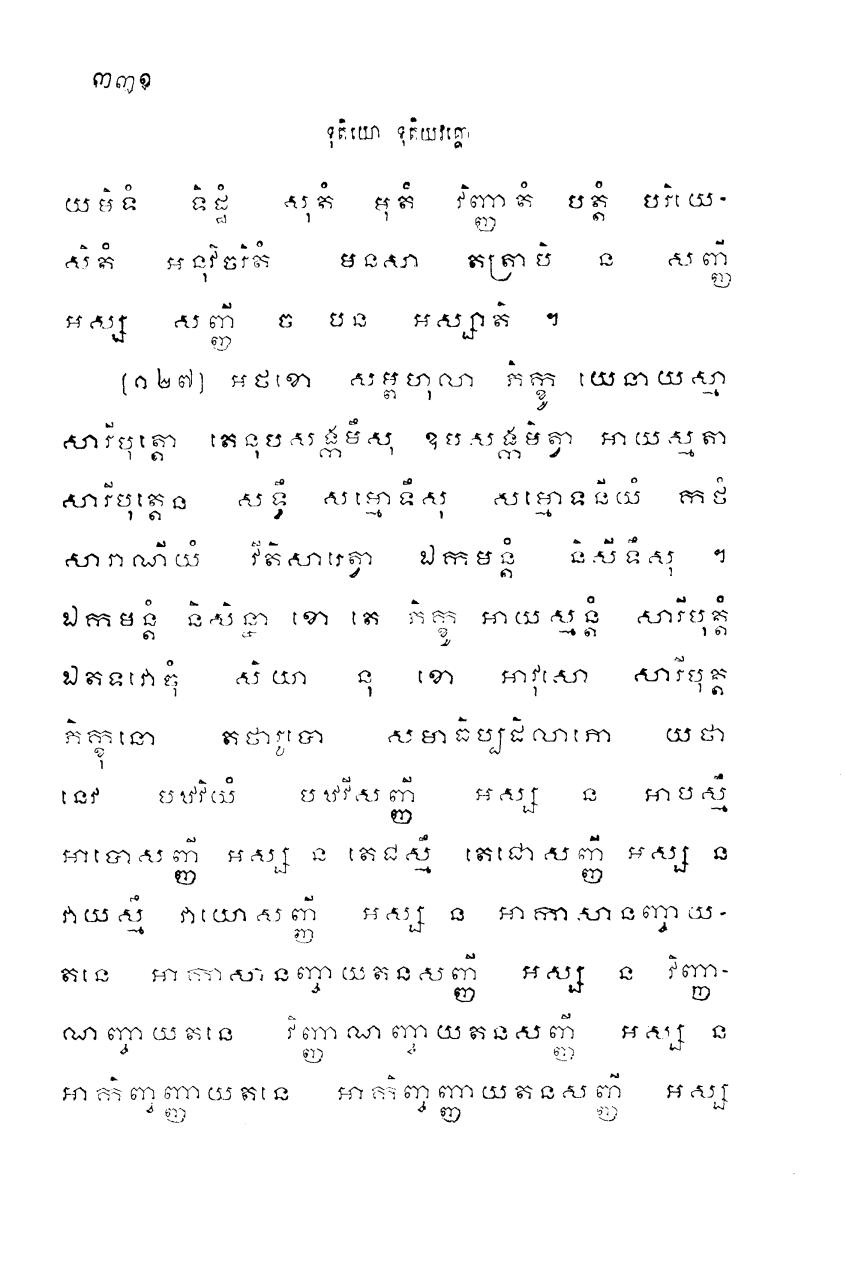 ៣៣១
ទុតិយោ ទុតិយវគ្គោ
យមិទំ ទិដ្ឋំ សុតំ មុតំ វិញ្ញាតំ បត្តំ បរិយេ-
សិតំ អនុវិចរិតំ មនសា តត្រាបិ ន សញ្ញី
អស្ស សញ្ញី ច បន អស្សាតិ ។
(១២៧) អថខោ សម្ពហុលា ភិក្ខូ យេនាយស្មា
សារីបុត្តោ តេនុបសង្កមឹសុ ឧបសង្កមិត្វា អាយស្មតា
សារីបុត្តេន សទ្ធឹ សម្មោទឹសុ សម្មោទនីយំ កថំ
សារាណីយំ វីតិសារេត្វា ឯកមន្តំ និសីទឹសុ ។
ឯកមន្តំ និសិន្នា ខោ តេ ភិក្ខូ អាយស្មន្តំ សារីបុត្តំ
ឯតទវោចុំ សិយា នុ ខោ អាវុសោ សារីបុត្ត
ភិក្ខុនោ តថារូបោ សមាធិប្បដិលាភោ យថា
នេវ បឋវិយំ បឋវីសញ្ញី អស្ស ន អាបស្មឹ
អាបោសញ្ញី អស្ស ន តេជស្មឹ តេជោសញ្ញី អស្ស ន
វាយស្មឹ វាយោសញ្ញី អស្ស ន អាកាសានញ្ចាយ-
តនេ អាកាសានញ្ចាយតនសញ្ញី អស្ស ន វិញ្ញា-
ណញ្ចាយតនេ វិញ្ញាណញ្ចាយតនសញ្ញី អស្ស ន
អាកិញ្ចញ្ញាយតនេ អាកិញ្ចញ្ញាយតនសញ្ញី អស្ស